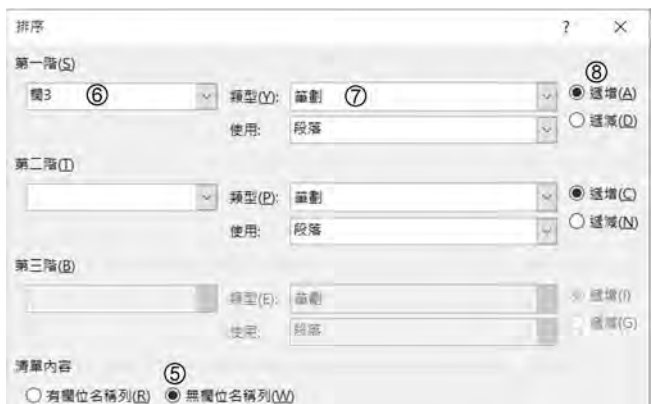 排序 ? ×
第一階(S) ⑧
欄3 ⑥ 類型(Y): 筆劃 ⑦ 遞增(A)
使用: 段落 遞減(D)
第二階(T)
類型(P): 筆劃 遞增(C)
使用: 段落 遞減(N)
第三階(B)
類型(E): 筆劃 遞增(I)
使用: 段落 遞減(G)
清單內容 ⑤
有欄位名稱列(R) 無欄位名稱列(W)